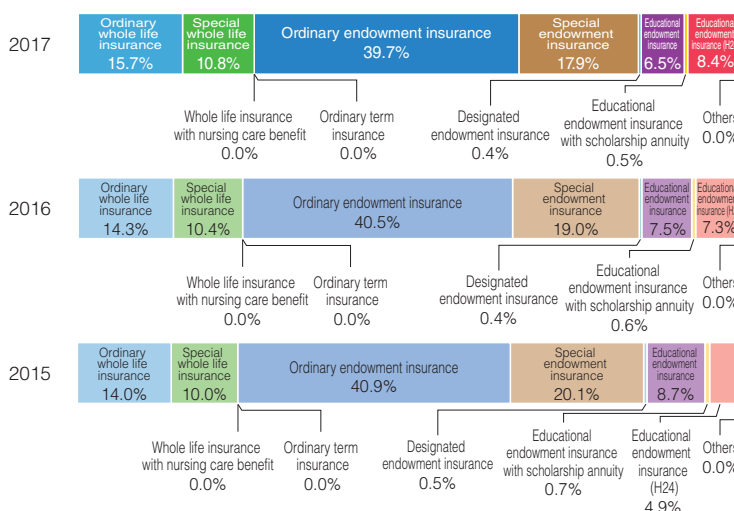 2017
Ordinary
whole life
insurance
15.7%
Special
whole life
insurance
10.8%
Ordinary endowment insurance
39.7%
Special
endowment
insurance
17.9%
Educational
endowment
insurance
6.5%
Educational
endowment
insurance (H2
8.4%
Whole life insurance
with nursing care benefit
0.0%
Ordinary term
insurance
0.0%
Designated
endowment insurance
0.4%
Educational
endowment insurance
with scholarship annuity
0.5%
Others
0.0%
2016
Ordinary
whole life
insurance
14.3%
Special
whole life
insurance
10.4%
Ordinary endowment insurance
40.5%
Special
endowment
insurance
19.0%
Educational
endowment
insurance
7.5%
Educational
endowment
insurance (H2
7.3%
Whole life insurance
with nursing care benefit
0.0%
Ordinary term
insurance
0.0%
Designated
endowment insurance
0.4%
Educational
endowment insurance
with scholarship annuity
0.6%
Others
0.0%
2015
Ordinary
whole life
insurance
14.0%
Special
whole life
insurance
10.0%
Ordinary endowment insurance
40.9%
Special
endowment
insurance
20.1%
Educational
endowment
insurance
8.7%
Whole life insurance
with nursing care benefit
0.0%
Ordinary term
insurance
0.0%
Designated
endowment insurance
0.5%
Educational
endowment insurance
with scholarship annuity
0.7%
Educational
endowment
insurance
(H24)
4.9%
Others
0.0%